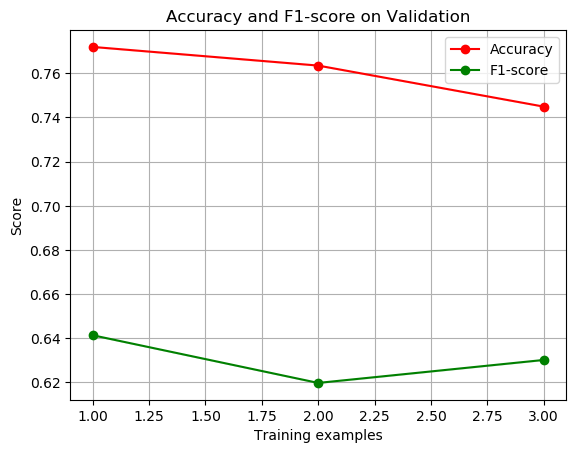 Accuracy and F1-score on Validation
Accuracy
F1-score
0.76
0.74
0.72
0.70
0.68
0.66
0.64
0.62
Score
1.00 1.25 1.50 1.75 2.00 2.25 2.50 2.75 3.00
Training examples